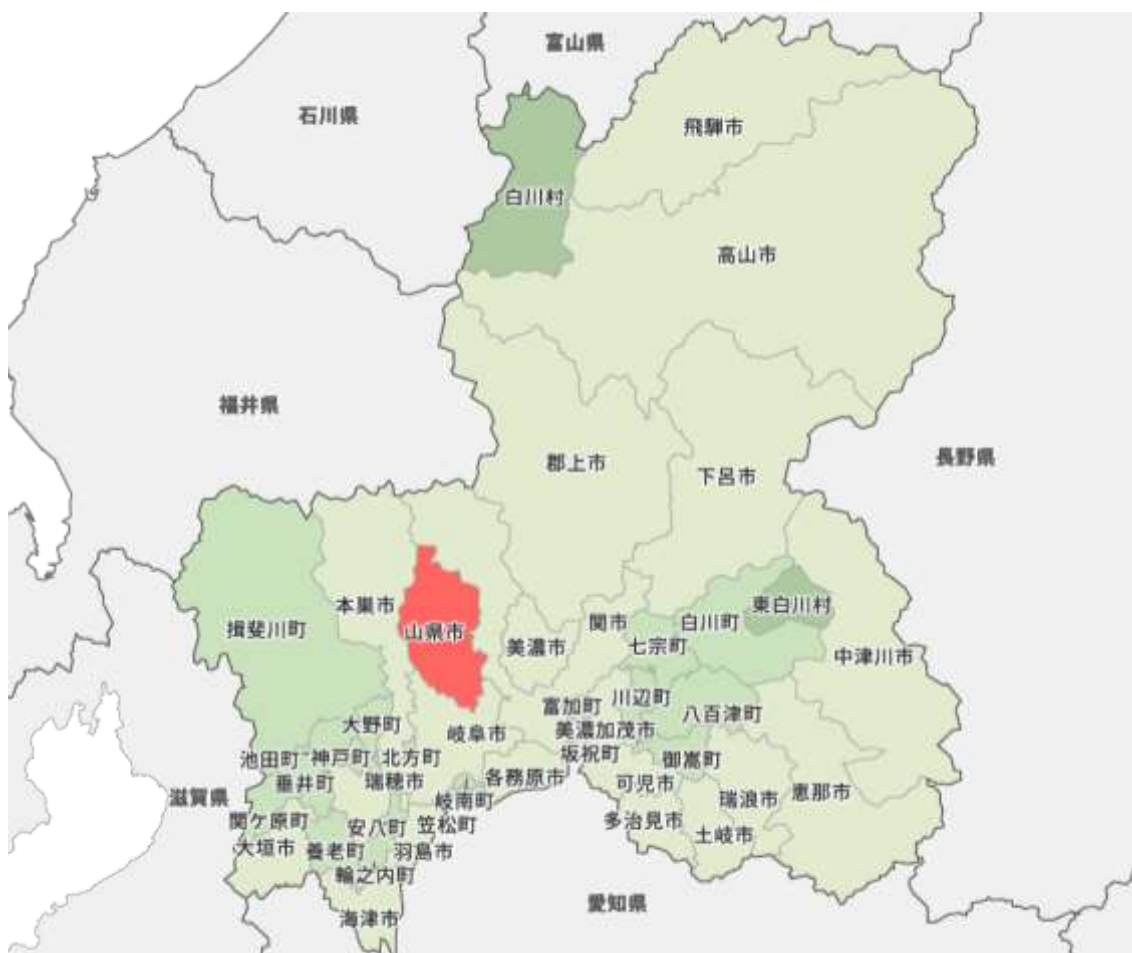 富山県
石川県
飛騨市
白川村
高山市
福井県
長野県
郡上市
下呂市
本巣市
東白川村
関市
白川町
揖斐川町
山県市
美濃市
七宗町
中津川市
川辺町
富加町
八百津町
大野町
岐阜市
美濃加茂市
池田町
神戸町
北方町
坂祝町
御嵩町
垂井町
瑞穂市
各務原市
可児市
恵那市
滋賀県
岐南町
瑞浪市
関ケ原町
安八町
笠松町
多治見市
土岐市
大垣市
養老町
羽島市
輪之内町
愛知県
海津市